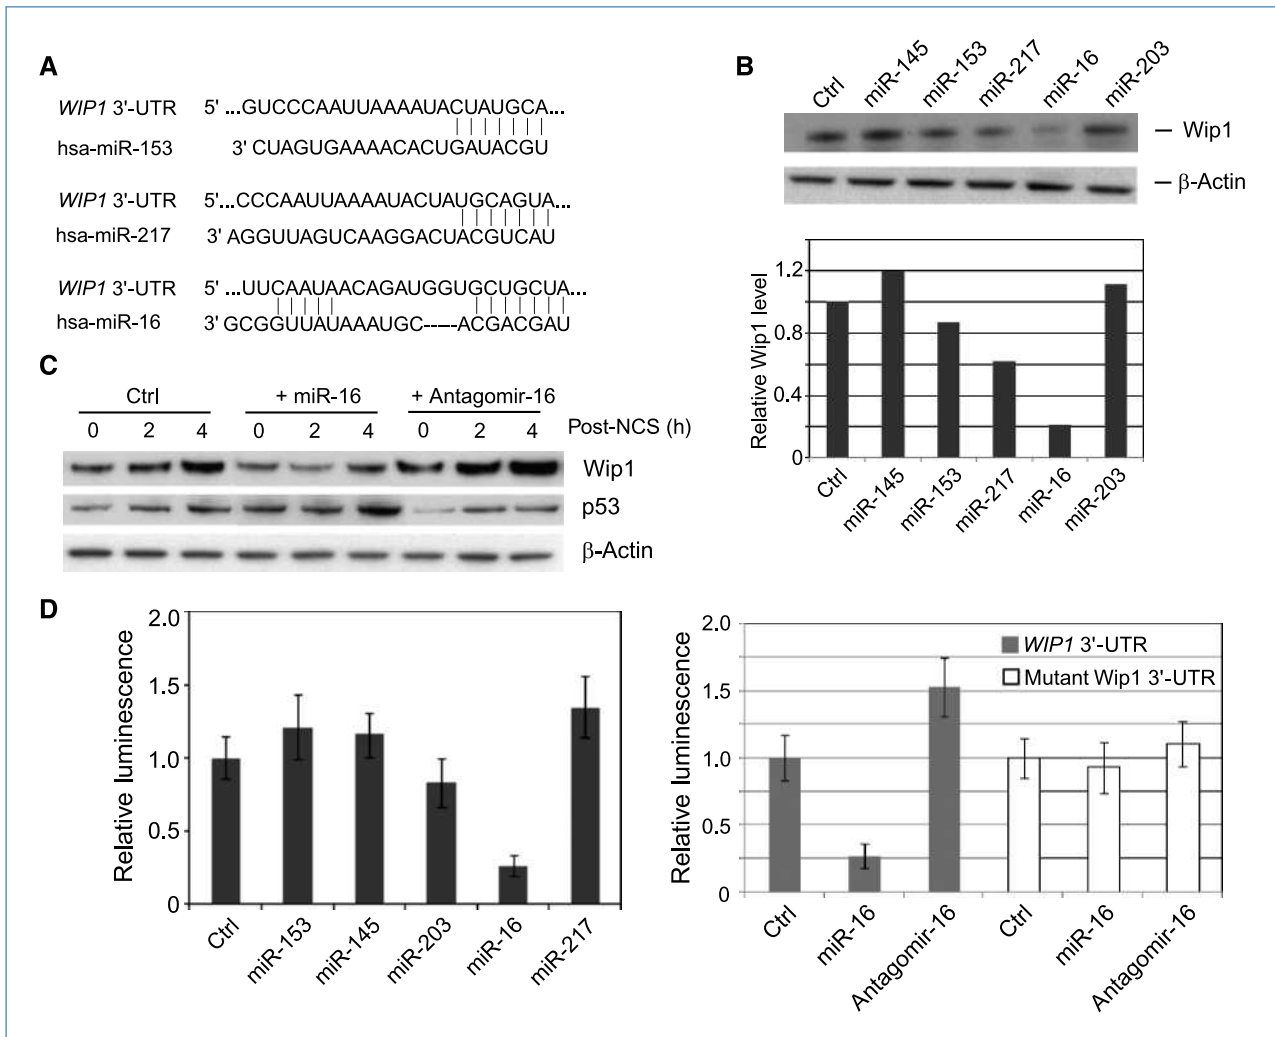 A
WIP1 3'-UTR 5' ...GUCCCAAUUAAAAUACUAUGCA...
hsa-miR-153 3' CUAGUGAAAACACUGAUACGU
WIP1 3'-UTR 5'...CCCAAUUAAAAUACUAUGCAGUA...
hsa-miR-217 3' AGGUUAGUCAAGGACUACGUCAU
WIP1 3'-UTR 5' ...UUCAAUAACAGAUGGUGCUGCUA...
hsa-miR-16 3' GCGGUUAUAAAUGC-----ACGACGAU
B
Ctrl miR-145 miR-153 miR-217 miR-16 miR-203
Wip1
β-Actin
Relative Wip1 level
1.2
0.8
0.4
0
Ctrl miR-145 miR-153 miR-217 miR-16 miR-203
C
Ctrl + miR-16 + Antagomir-16
0 2 4 0 2 4 0 2 4 Post-NCS (h)
Wip1
p53
β-Actin
D
Relative luminescence
2.0
1.5
1.0
0.5
0
Ctrl miR-153 miR-145 miR-203 miR-16 miR-217
Relative luminescence
2.0
1.5
1.0
0.5
0
WIP1 3'-UTR
Mutant Wip1 3'-UTR
Ctrl miR-16 Antagomir-16 Ctrl miR-16 Antagomir-16